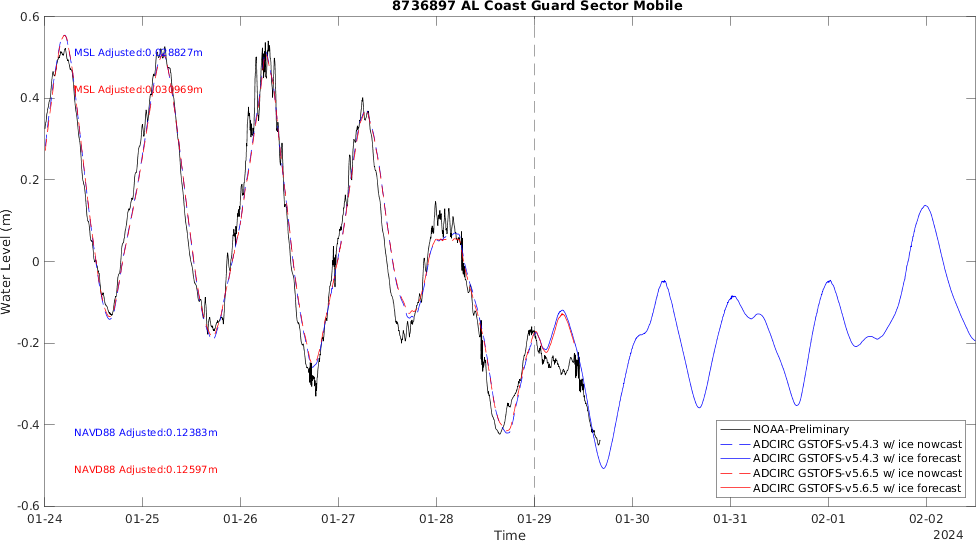 8736897 AL Coast Guard Sector Mobile
0.6
0.4
0.2
0
-0.2
-0.4
-0.6
Water Level (m)
MSL Adjusted:0.028827m
MSL Adjusted:0.030969m
NAVD88 Adjusted:0.12383m
NAVD88 Adjusted:0.12597m
NOAA-Preliminary
ADCIRC GSTOFS-v5.4.3 w/ ice nowcast
ADCIRC GSTOFS-v5.4.3 w/ ice forecast
ADCIRC GSTOFS-v5.6.5 w/ ice nowcast
ADCIRC GSTOFS-v5.6.5 w/ ice forecast
01-24 01-25 01-26 01-27 01-28 01-29 01-30 01-31 02-01 02-02
Time
2024